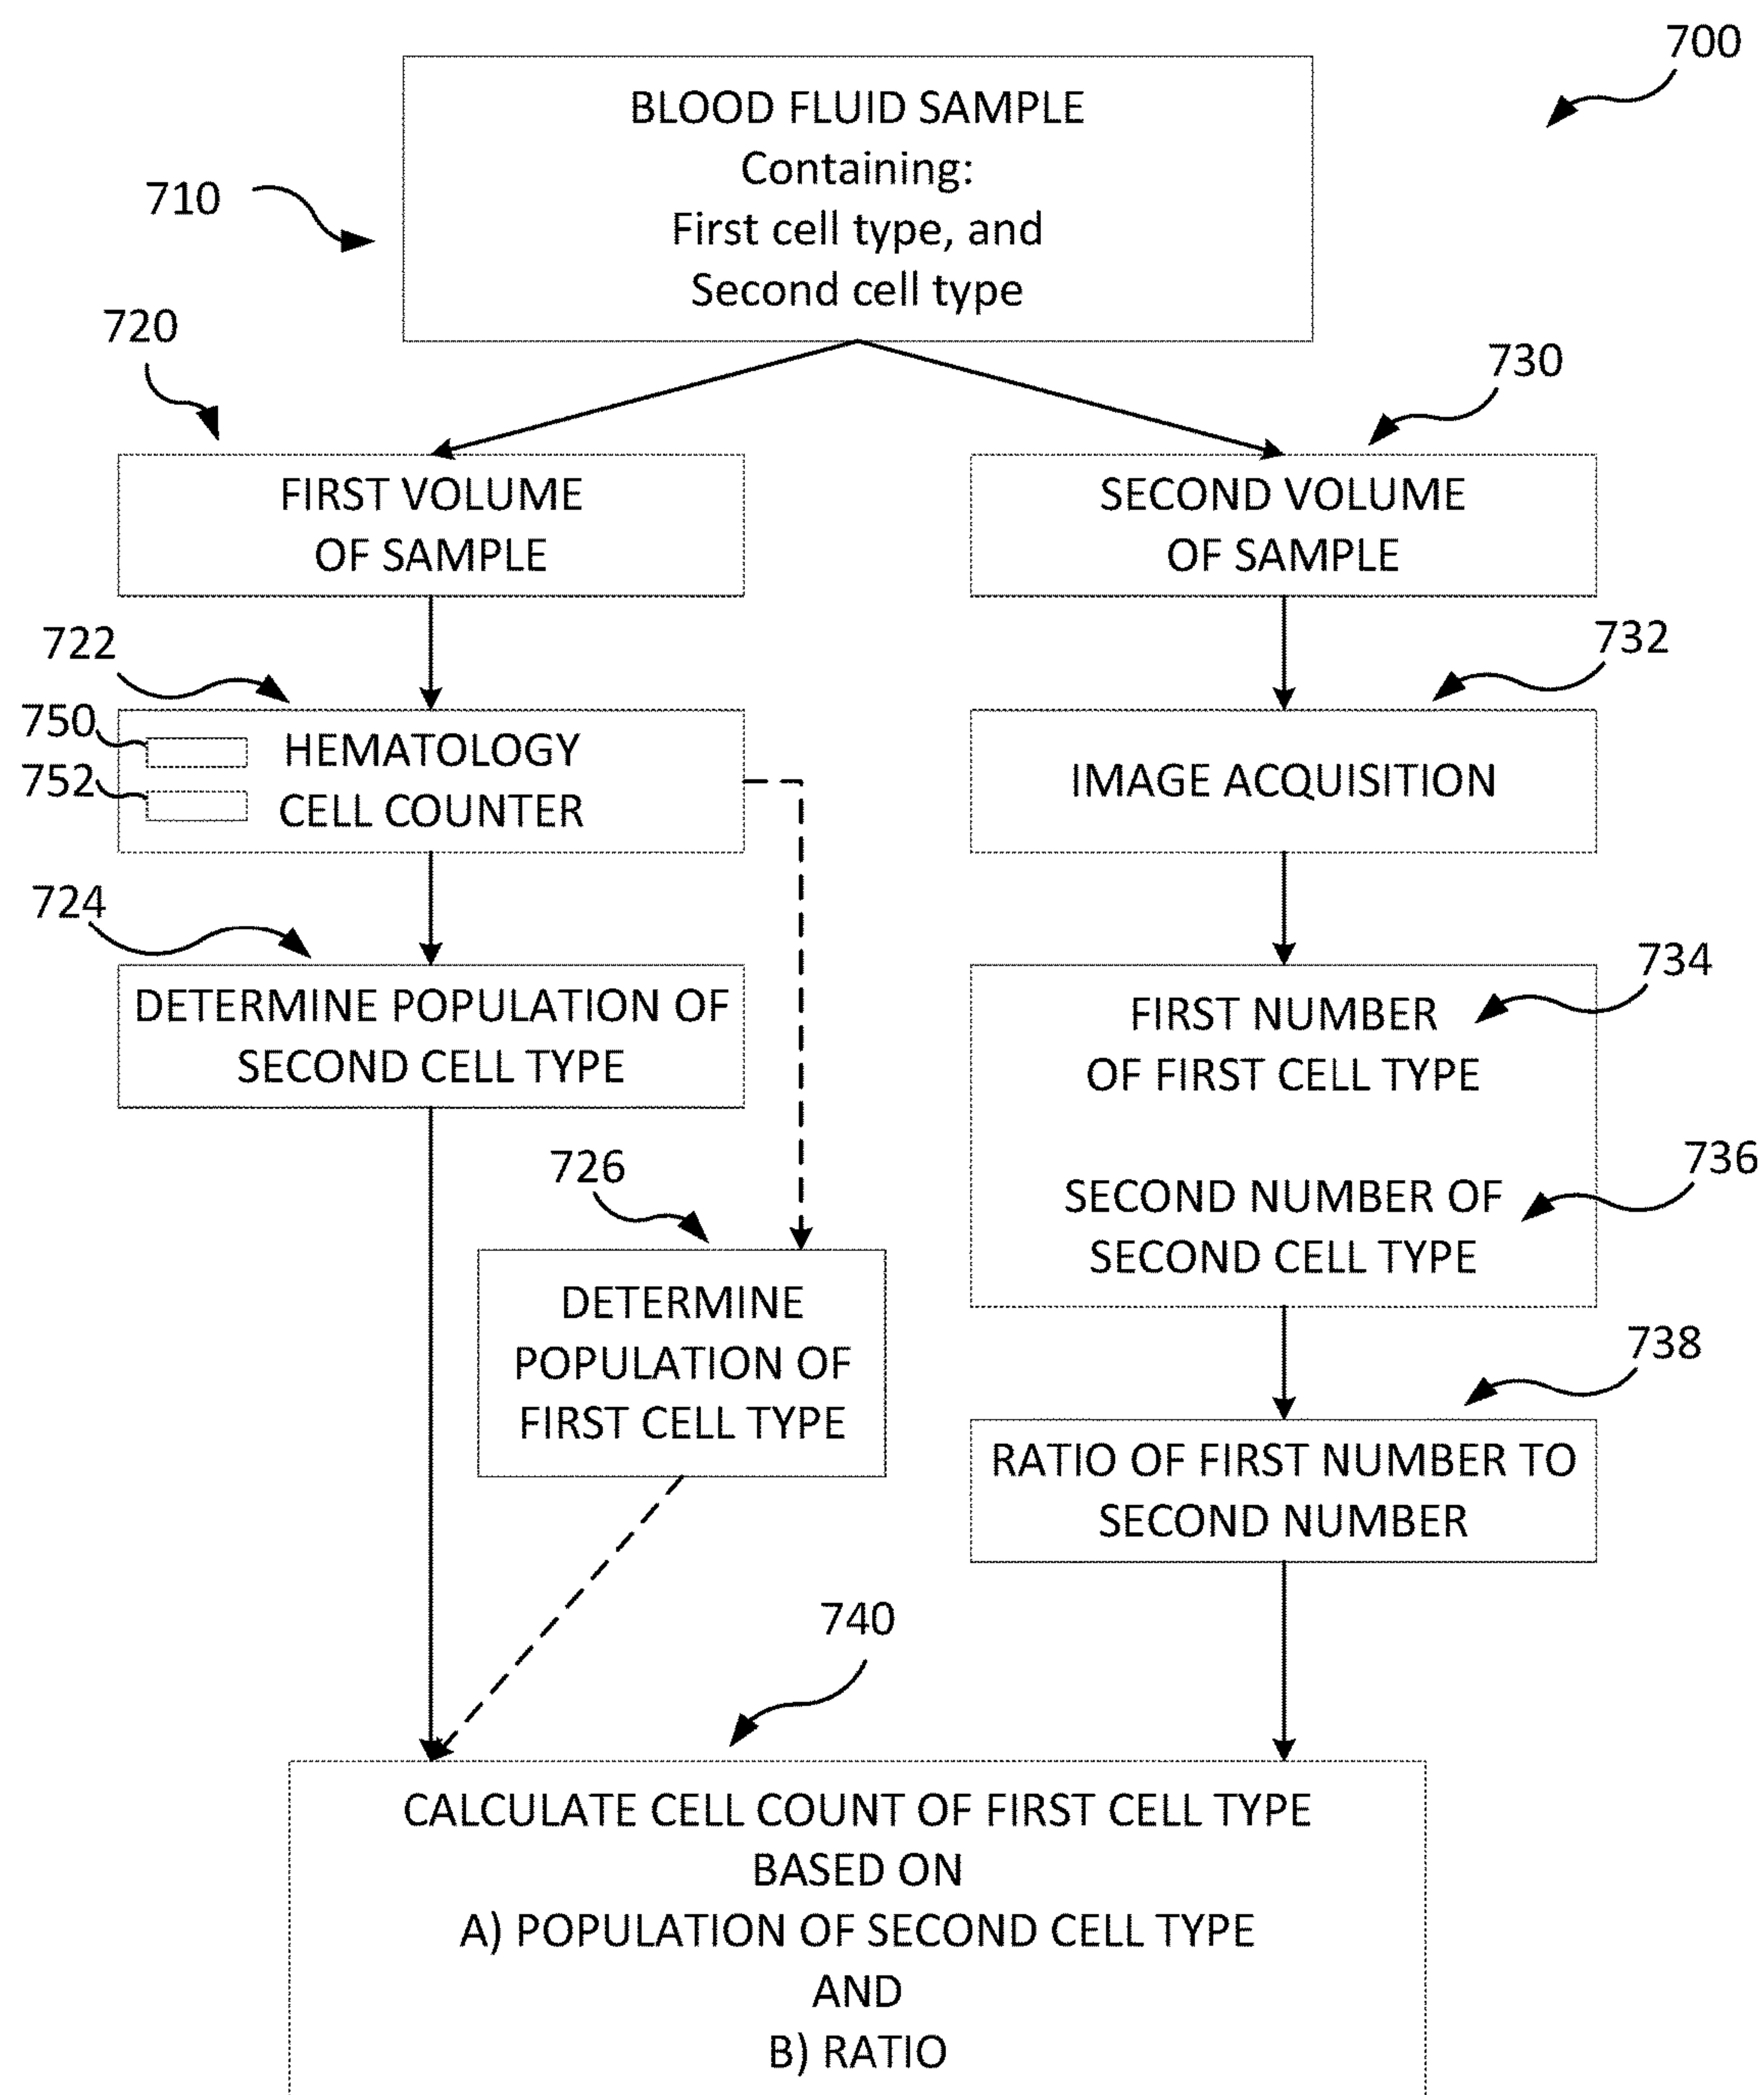 700
BLOOD FLUID SAMPLE
Containing:
First cell type, and
Second cell type
710
720
730
FIRST VOLUME
OF SAMPLE
SECOND VOLUME
OF SAMPLE
722
732
750
752
HEMATOLOGY
CELL COUNTER
IMAGE ACQUISITION
724
734
DETERMINE POPULATION OF
SECOND CELL TYPE
FIRST NUMBER
OF FIRST CELL TYPE
736
SECOND NUMBER OF
SECOND CELL TYPE
726
DETERMINE
POPULATION OF
FIRST CELL TYPE
738
RATIO OF FIRST NUMBER TO
SECOND NUMBER
740
CALCULATE CELL COUNT OF FIRST CELL TYPE
BASED ON
A) POPULATION OF SECOND CELL TYPE
AND
B) RATIO